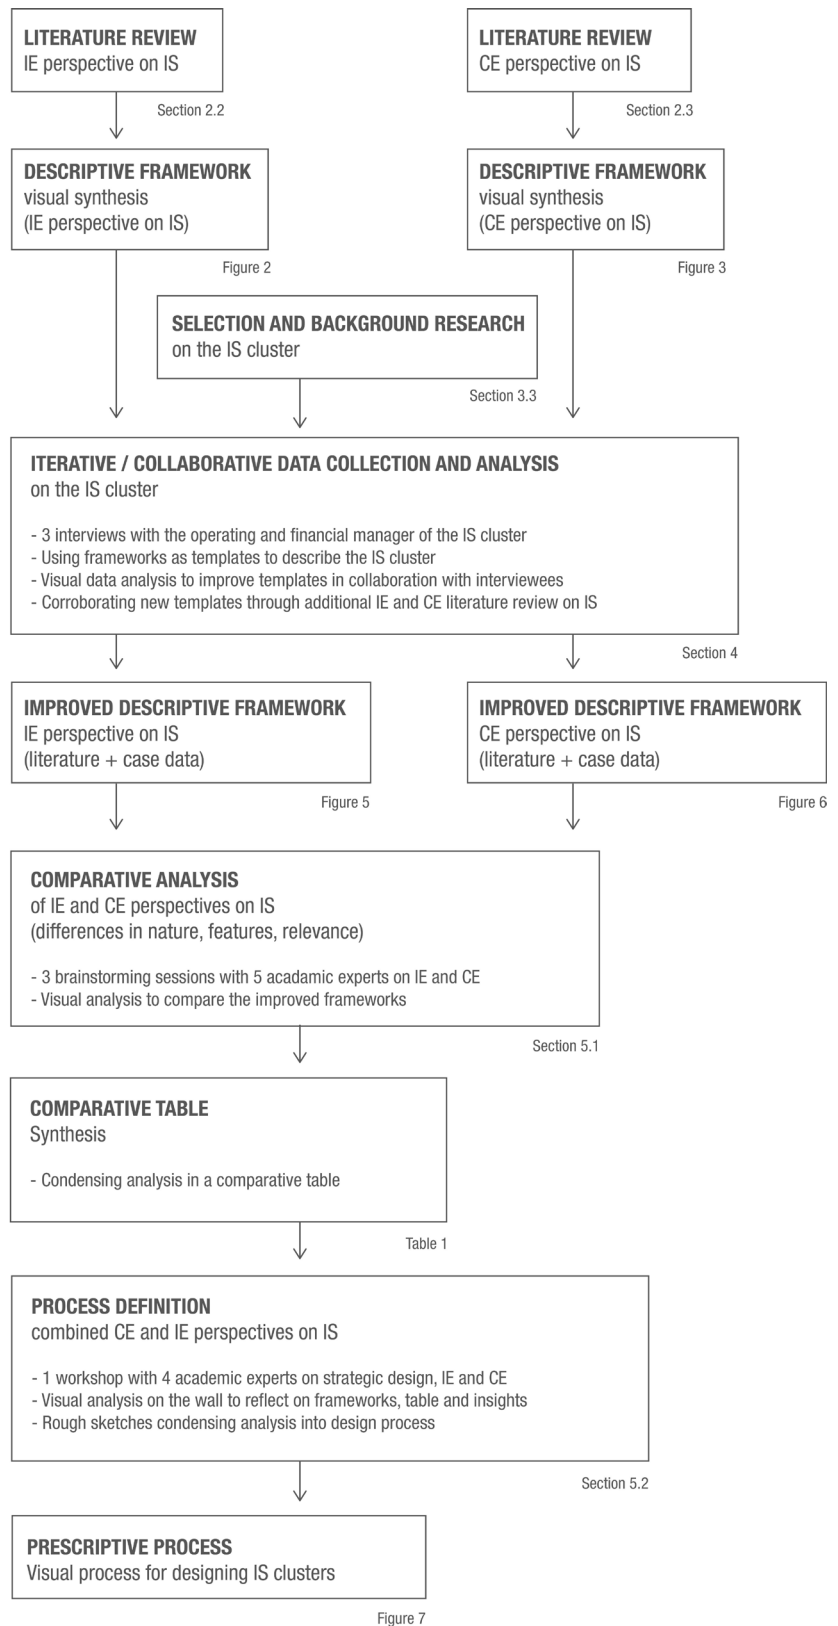 LITERATURE REVIEW
IE perspective on IS
Section 2.2
LITERATURE REVIEW
CE perspective on IS
Section 2.3
DESCRIPTIVE FRAMEWORK
visual synthesis
(IE perspective on IS)
Figure 2
DESCRIPTIVE FRAMEWORK
visual synthesis
(CE perspective on IS)
Figure 3
SELECTION AND BACKGROUND RESEARCH
on the IS cluster
Section 3.3
ITERATIVE / COLLABORATIVE DATA COLLECTION AND ANALYSIS
on the IS cluster
- 3 interviews with the operating and financial manager of the IS cluster
- Using frameworks as templates to describe the IS cluster
- Visual data analysis to improve templates in collaboration with interviewees
- Corroborating new templates through additional IE and CE literature review on IS
Section 4
IMPROVED DESCRIPTIVE FRAMEWORK
IE perspective on IS
(literature + case data)
Figure 5
IMPROVED DESCRIPTIVE FRAMEWORK
CE perspective on IS
(literature + case data)
Figure 6
COMPARATIVE ANALYSIS
of IE and CE perspectives on IS
(differences in nature, features, relevance)
- 3 brainstorming sessions with 5 acadamic experts on IE and CE
- Visual analysis to compare the improved frameworks
Section 5.1
COMPARATIVE TABLE
Synthesis
- Condensing analysis in a comparative table
Table 1
PROCESS DEFINITION
combined CE and IE perspectives on IS
- 1 workshop with 4 academic experts on strategic design, IE and CE
- Visual analysis on the wall to reflect on frameworks, table and insights
- Rough sketches condensing analysis into design process
Section 5.2
PRESCRIPTIVE PROCESS
Visual process for designing IS clusters
Figure 7